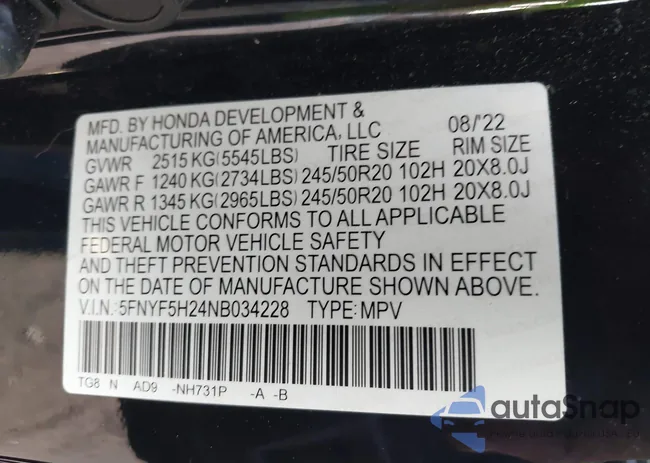 MFD. BY HONDA DEVELOPMENT &
MANUFACTURING OF AMERICA, LLC 08/'22
GVWR 2515 KG(5545LBS) TIRE SIZE RIM SIZE
GAWR F 1240 KG(2734LBS) 245/50R20 102H 20X8.0J
GAWR R 1345 KG(2965LBS) 245/50R20 102H 20X8.0J
THIS VEHICLE CONFORMS TO ALL APPLICABLE
FEDERAL MOTOR VEHICLE SAFETY
AND THEFT PREVENTION STANDARDS IN EFFECT
ON THE DATE OF MANUFACTURE SHOWN ABOVE.
V.I.N.:5FNYF5H24NB034228 TYPE:MPV
TG8 N AD9 -NH731P -A -B
autaSnap